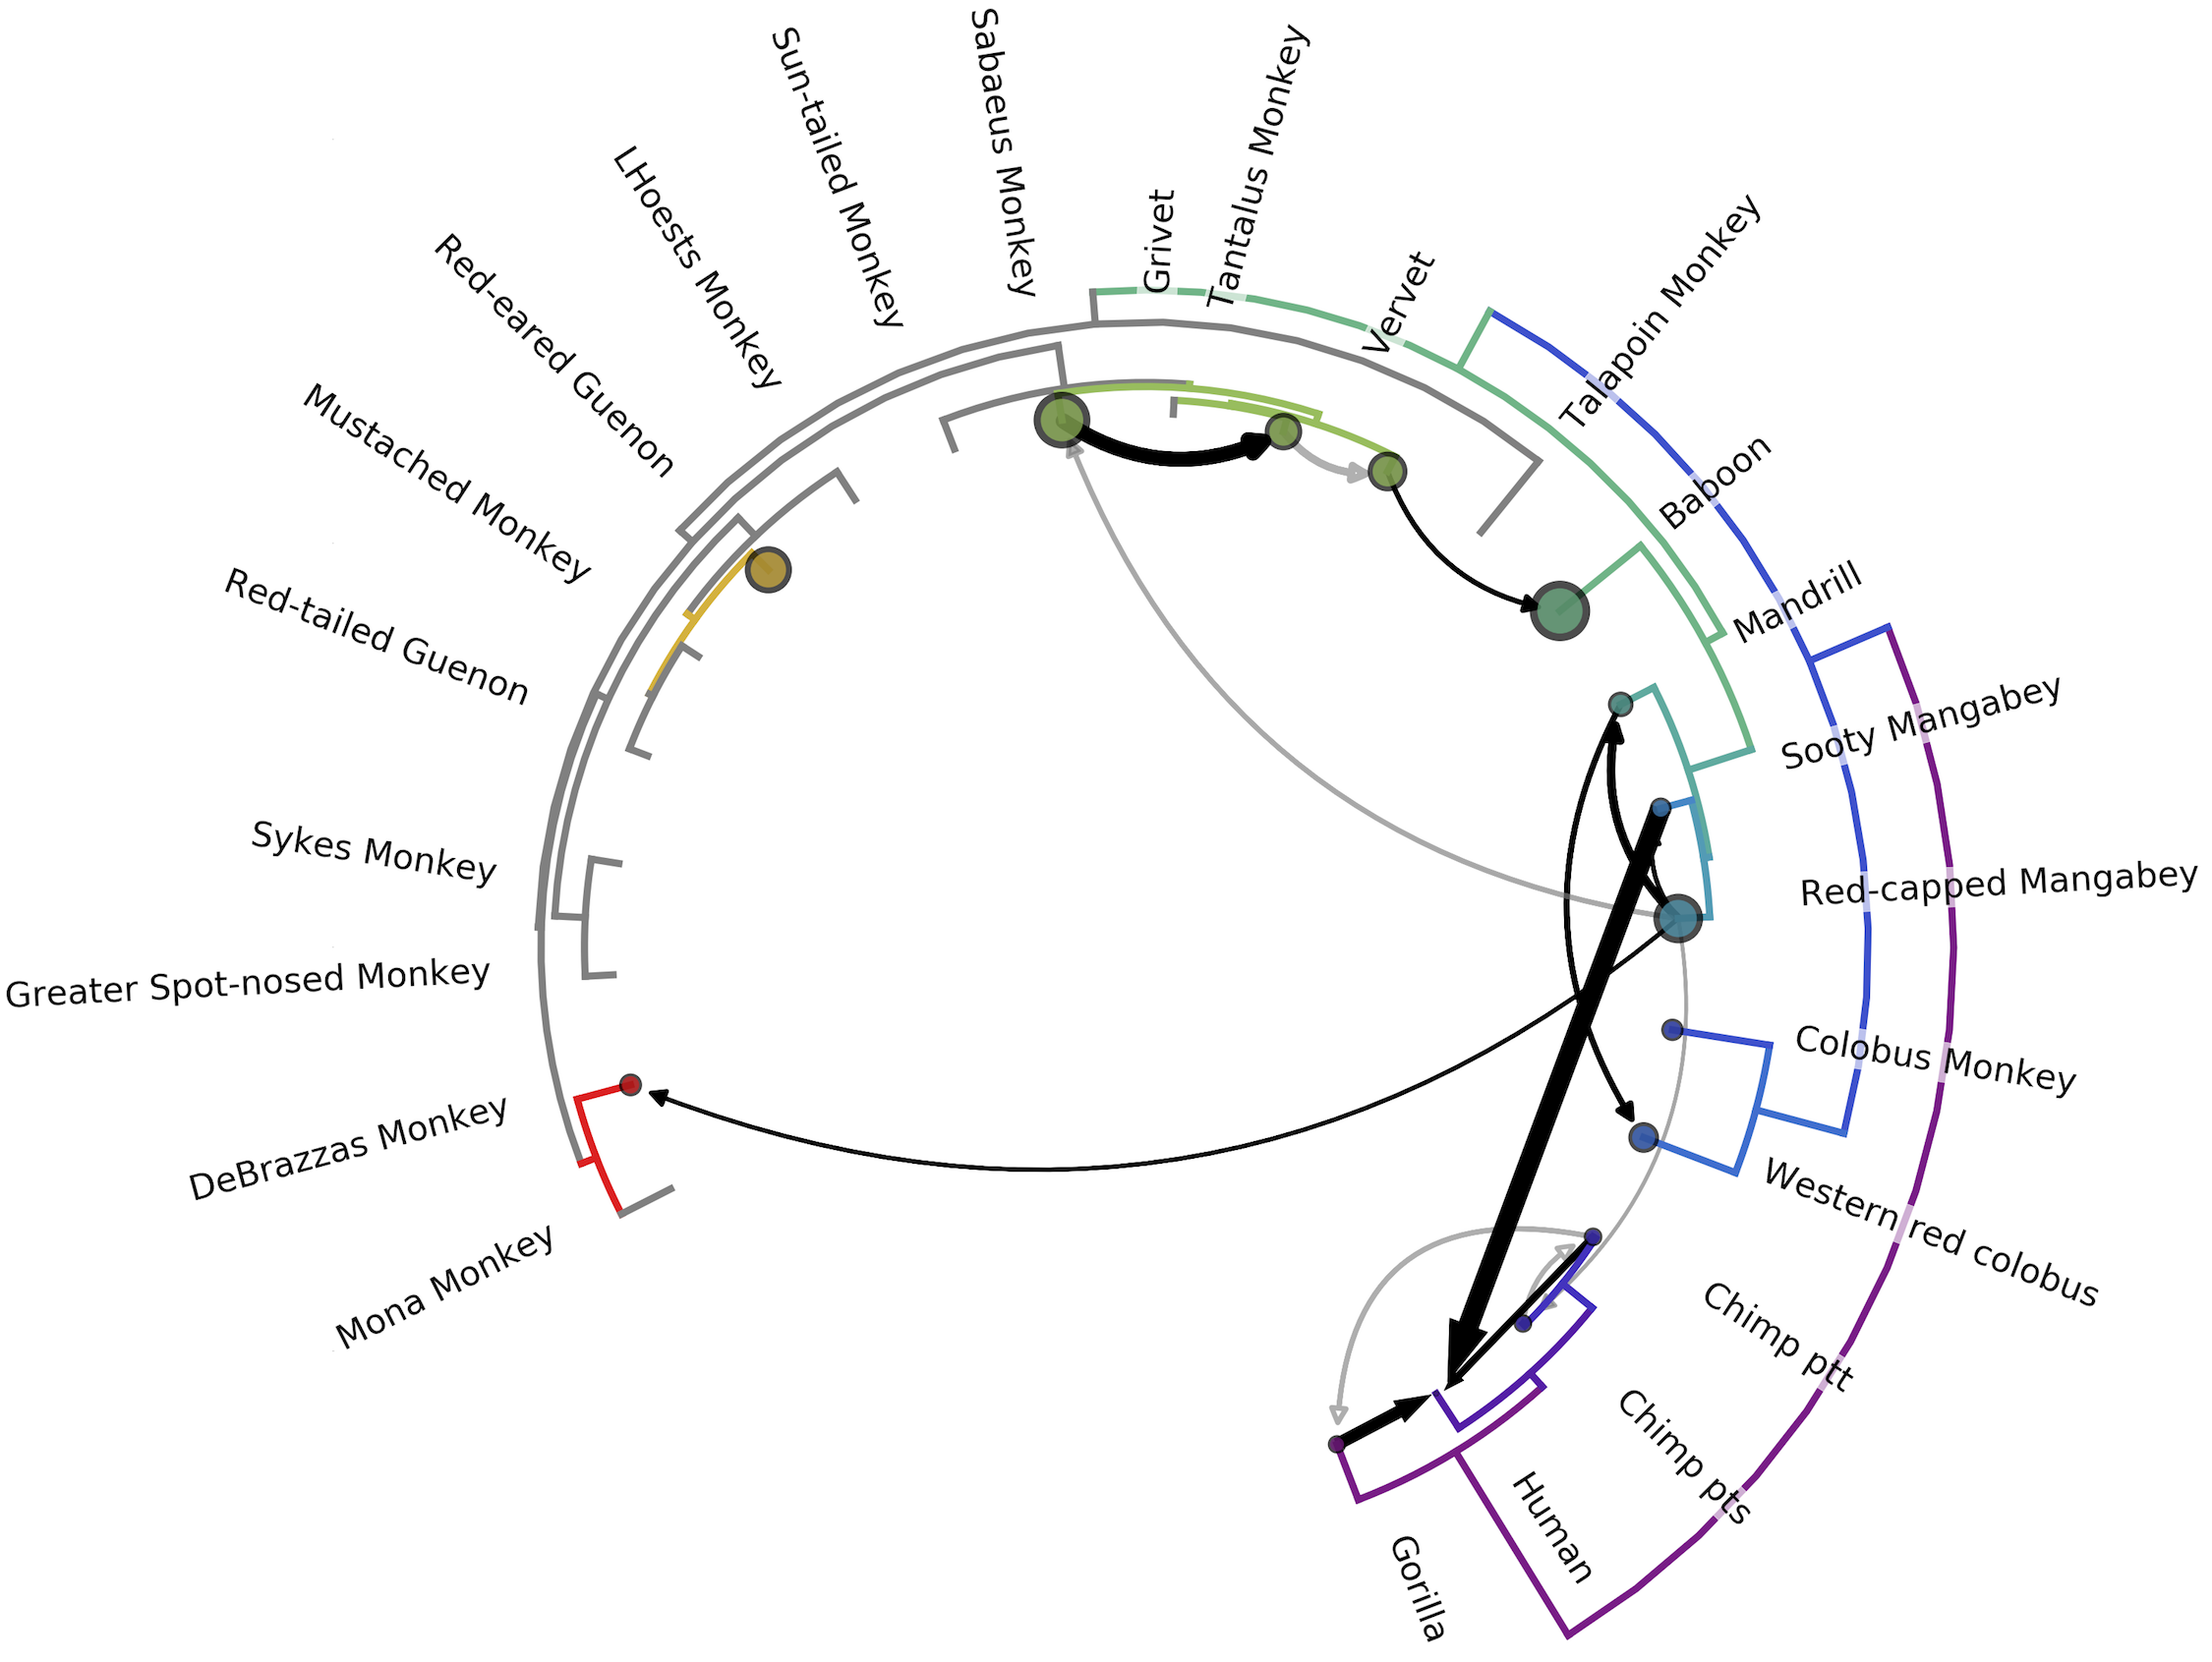 Sabaeus Monkey
Sun-tailed Monkey
LHoests Monkey
Red-eared Guenon
Mustached Monkey
Red-tailed Guenon
Sykes Monkey
Greater Spot-nosed Monkey
DeBrazzas Monkey
Mona Monkey
Grivet
Tantalus Monkey
Vervet
Talapoin Monkey
Baboon
Mandrill
Sooty Mangabey
Red-capped Mangabey
Colobus Monkey
Western red colobus
Chimp ptt
Chimp pts
Human
Gorilla